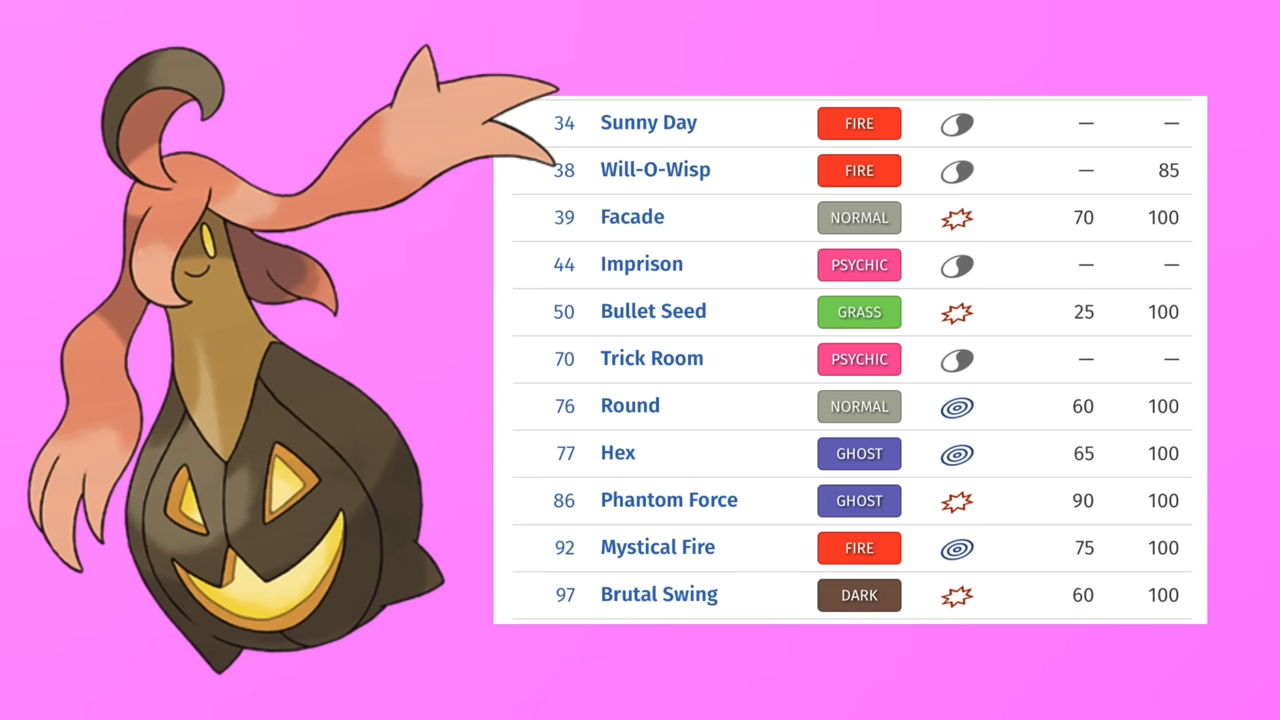 34 Sunny Day FIRE — —
38 Will-O-Wisp FIRE — 85
39 Facade NORMAL 70 100
44 Imprison PSYCHIC — —
50 Bullet Seed GRASS 25 100
70 Trick Room PSYCHIC — —
76 Round NORMAL 60 100
77 Hex GHOST 65 100
86 Phantom Force GHOST 90 100
92 Mystical Fire FIRE 75 100
97 Brutal Swing DARK 60 100